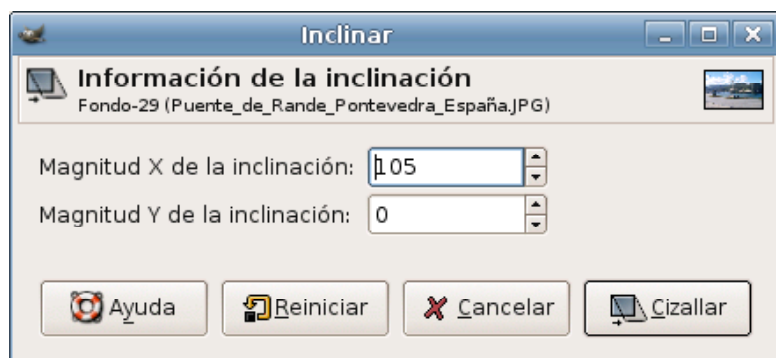 Inclinar
Información de la inclinación
Fondo-29 (Puente_de_Rande_Pontevedra_España.JPG)
Magnitud X de la inclinación: 105
Magnitud Y de la inclinación: 0
Ayuda Reiniciar Cancelar Cizallar